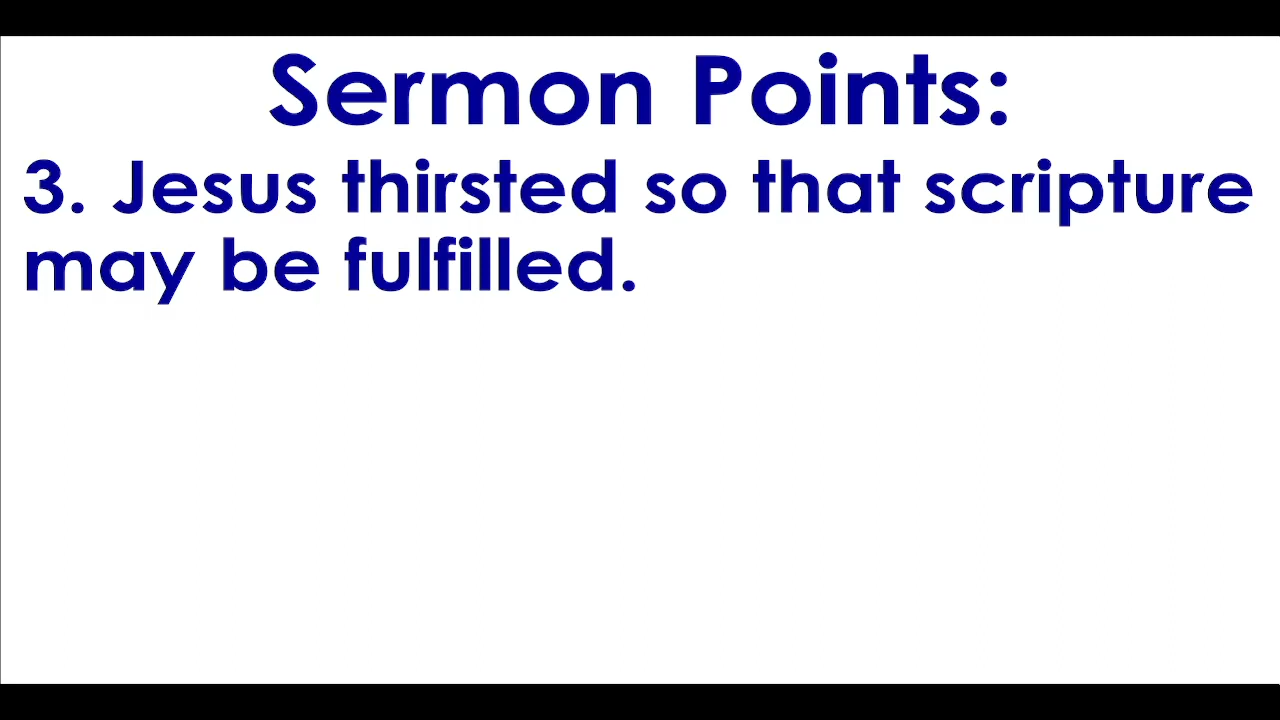 Sermon Points:
3. Jesus thirsted so that scripture
may be fulfilled.